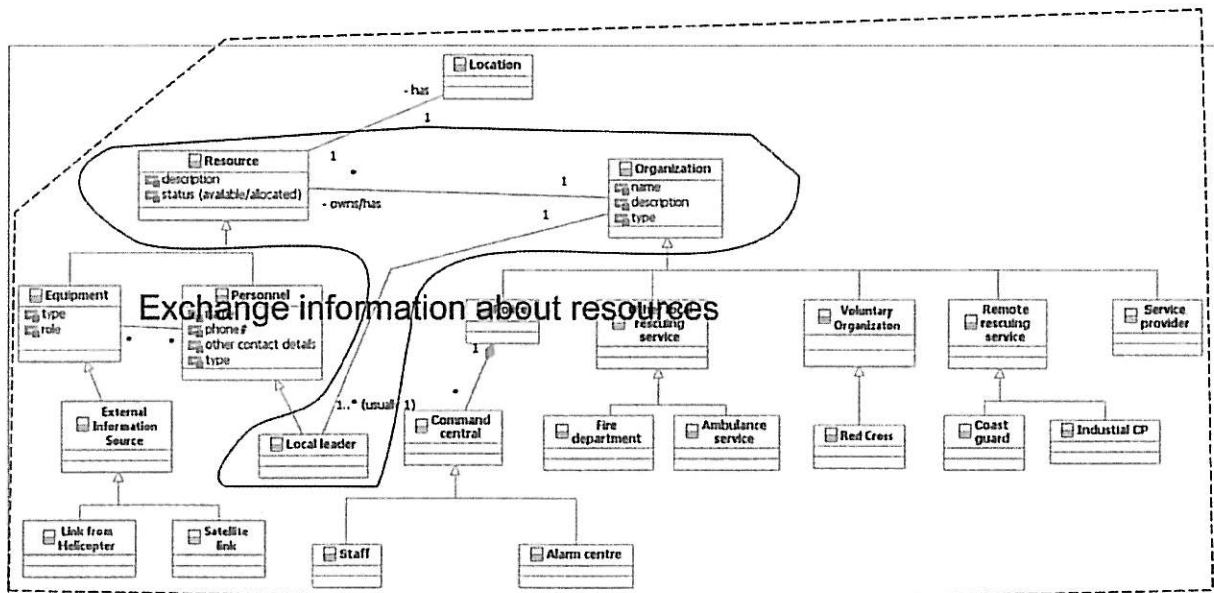 Location
- has
1
1
Resource
description
status (available/allocated)
*
- owns/has
1
1
Organization
name
description
type
Equipment
type
role
* *
Personnel
phone#
other contact details
type
Exchange information about resources
1
*
rescuing
service
Voluntary
Organizaton
Remote
rescuing
service
Service
provider
External
Information
Source
Local leader
1..* (usuall 1)
Command
central
Fire
department
Ambulance
service
Red Cross
Coast
guard
Industial CP
Link from
Helicopter
Satellite
link
Staff
Alarm centre